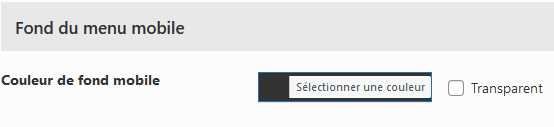 Fond du menu mobile
Couleur de fond mobile Sélectionner une couleur Transparent